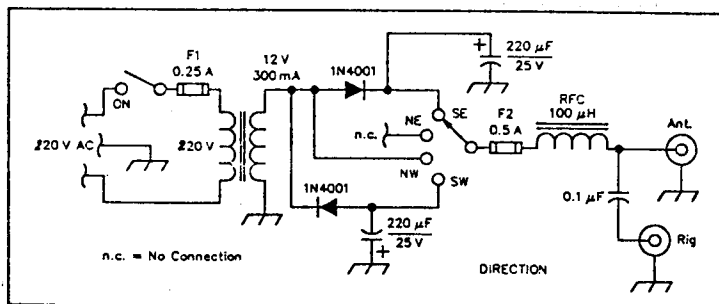 F1
0.25 A
ON
220 V AC
220 V
12 V
300 mA
1N4001
+
220 µF
25 V
NE
n.c.
NW
SE
SW
F2
0.5 A
RFC
100 µH
Ant.
1N4001
220 µF
25 V
+
0.1 µF
Rig
n.c. = No Connection
DIRECTION